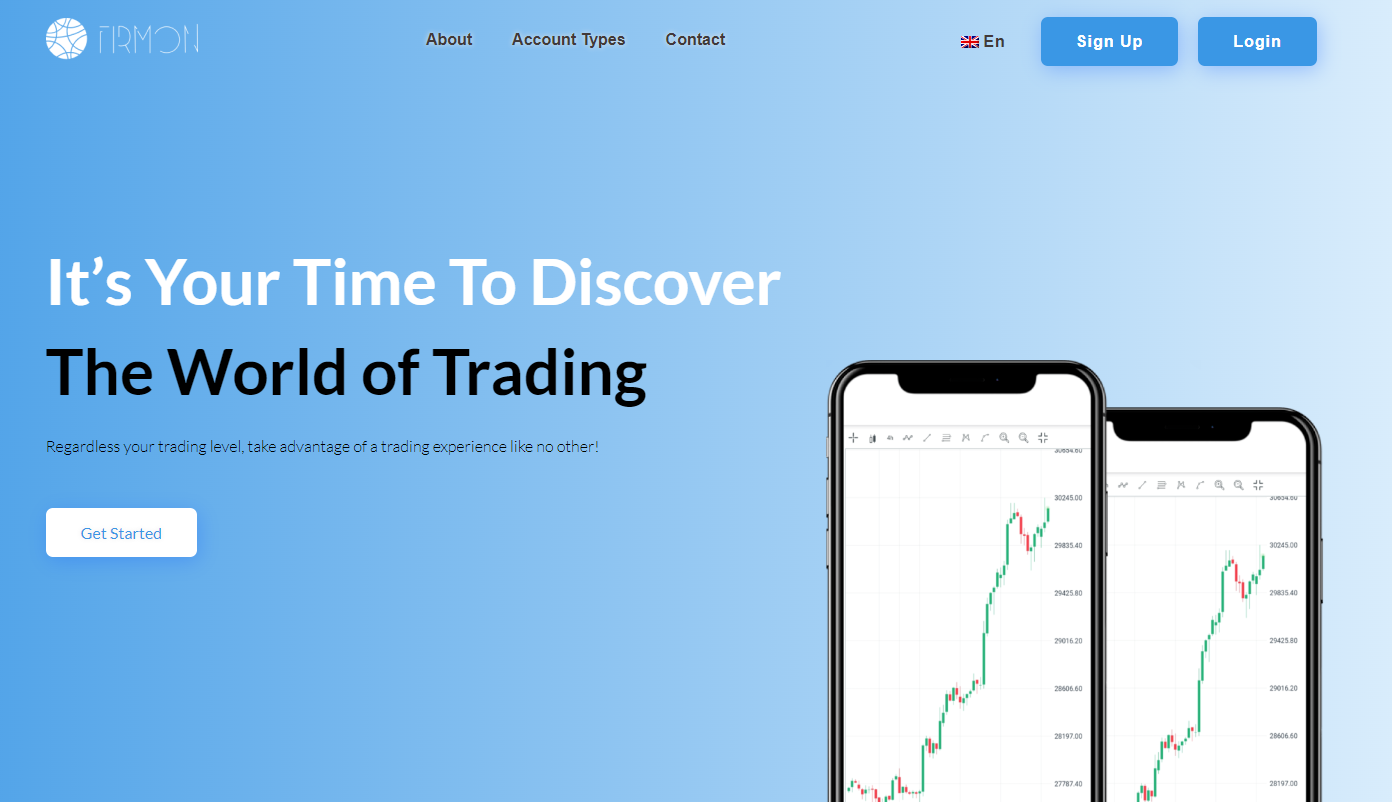 FIRMON
About
Account Types
Contact
En
Sign Up
Login
It’s Your Time To Discover
The World of Trading
Regardless your trading level, take advantage of a trading experience like no other!
Get Started
30654.60
30245.00
29835.40
29425.80
29016.20
28606.60
28197.00
27787.40
30654.60
30245.00
29835.40
29425.80
29016.20
28606.60
28197.00